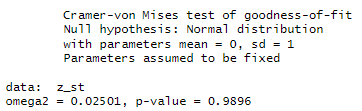 Cramer-von Mises test of goodness-of-fit
Null hypothesis: Normal distribution
with parameters mean = 0, sd = 1
Parameters assumed to be fixed
data:  z_st
omega2 = 0.02501, p-value = 0.9896